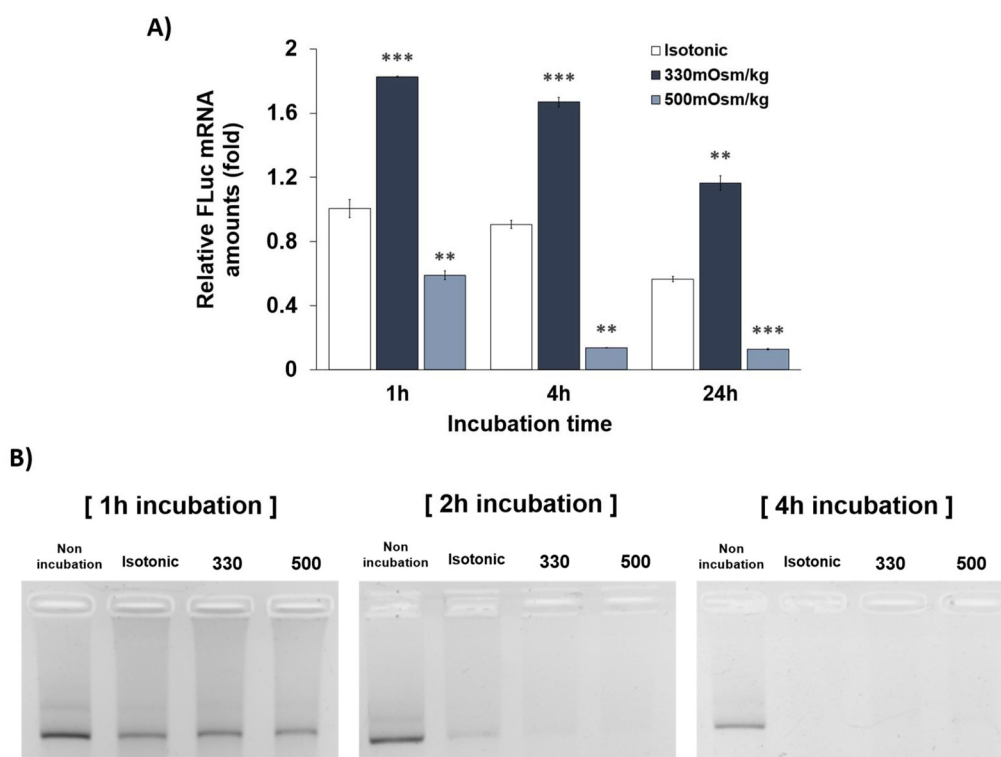 A)
Relative FLuc mRNA
amounts (fold)
2
1.6
1.2
0.8
0.4
0
***
**
***
**
**
***
Isotonic
330mOsm/kg
500mOsm/kg
1h
4h
24h
Incubation time
B)
[ 1h incubation ]
Non
incubation
Isotonic
330
500
[ 2h incubation ]
Non
incubation
Isotonic
330
500
[ 4h incubation ]
Non
incubation
Isotonic
330
500